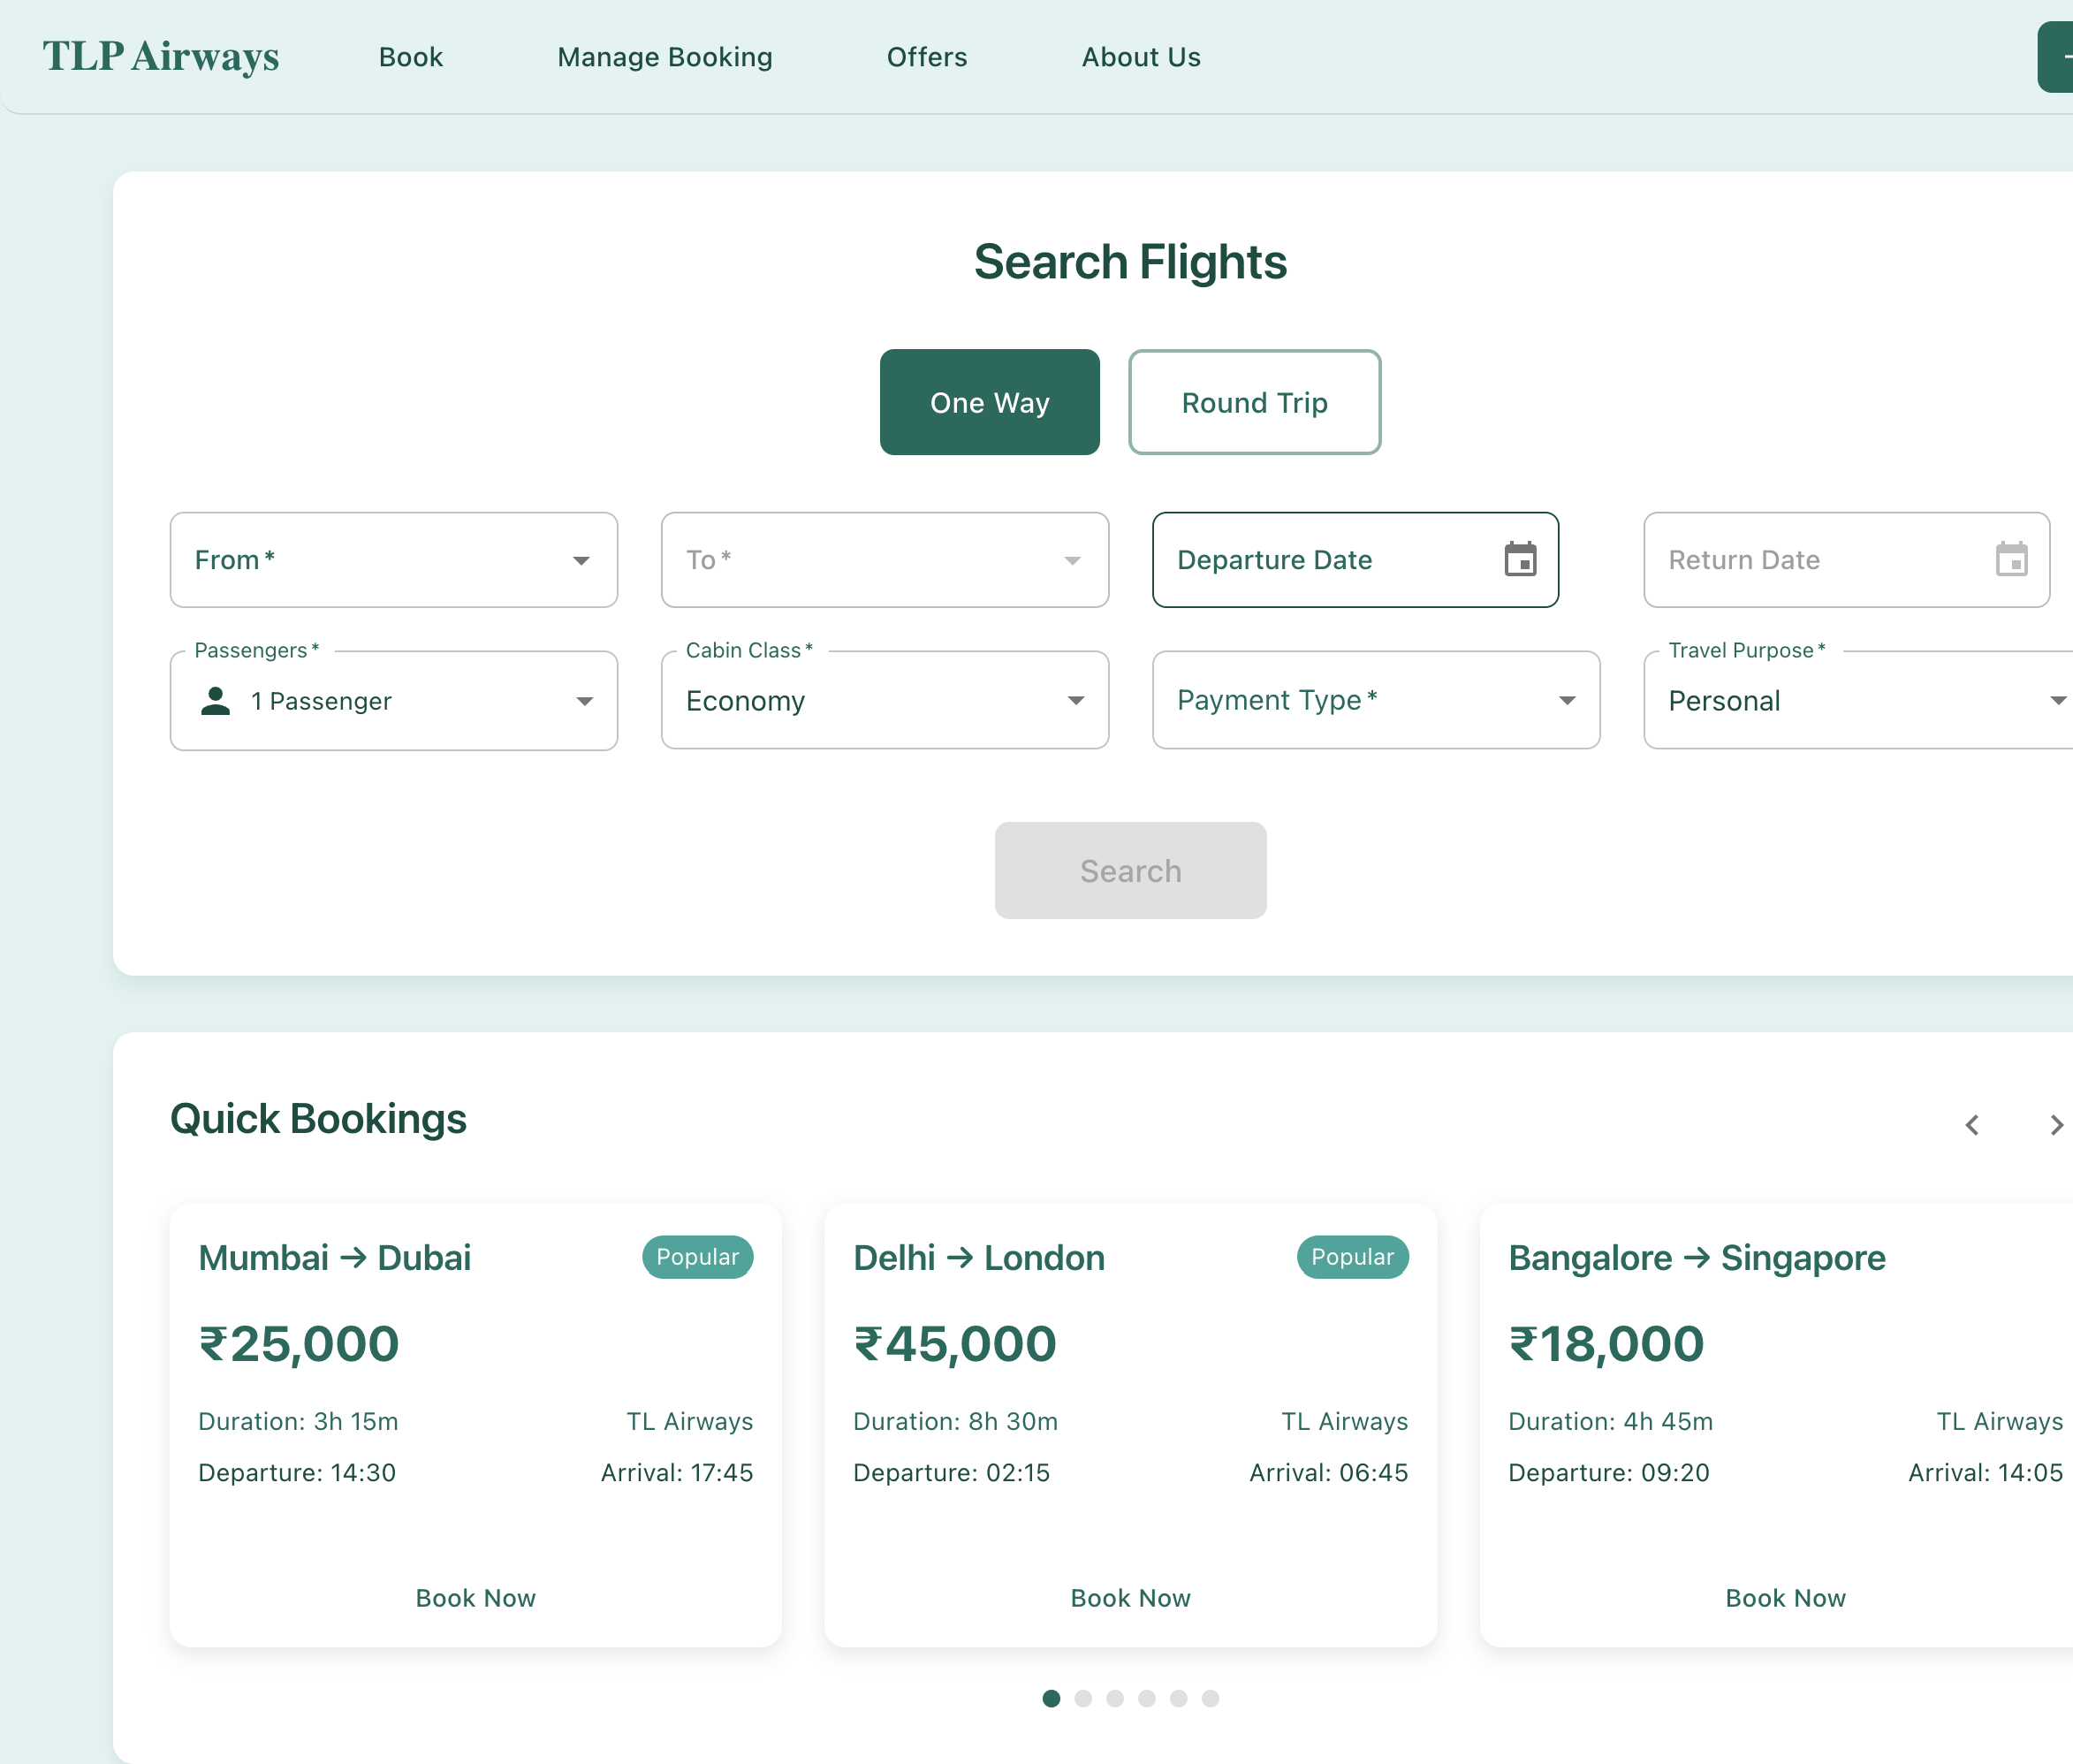 TLP Airways Book Manage Booking Offers About Us
Search Flights
One Way Round Trip
From * To * Departure Date Return Date
Passengers * Cabin Class * Travel Purpose *
1 Passenger Economy Payment Type * Personal
Search
Quick Bookings
Mumbai → Dubai Popular
₹25,000
Duration: 3h 15m TL Airways
Departure: 14:30 Arrival: 17:45
Book Now
Delhi → London Popular
₹45,000
Duration: 8h 30m TL Airways
Departure: 02:15 Arrival: 06:45
Book Now
Bangalore → Singapore
₹18,000
Duration: 4h 45m TL Airways
Departure: 09:20 Arrival: 14:05
Book Now